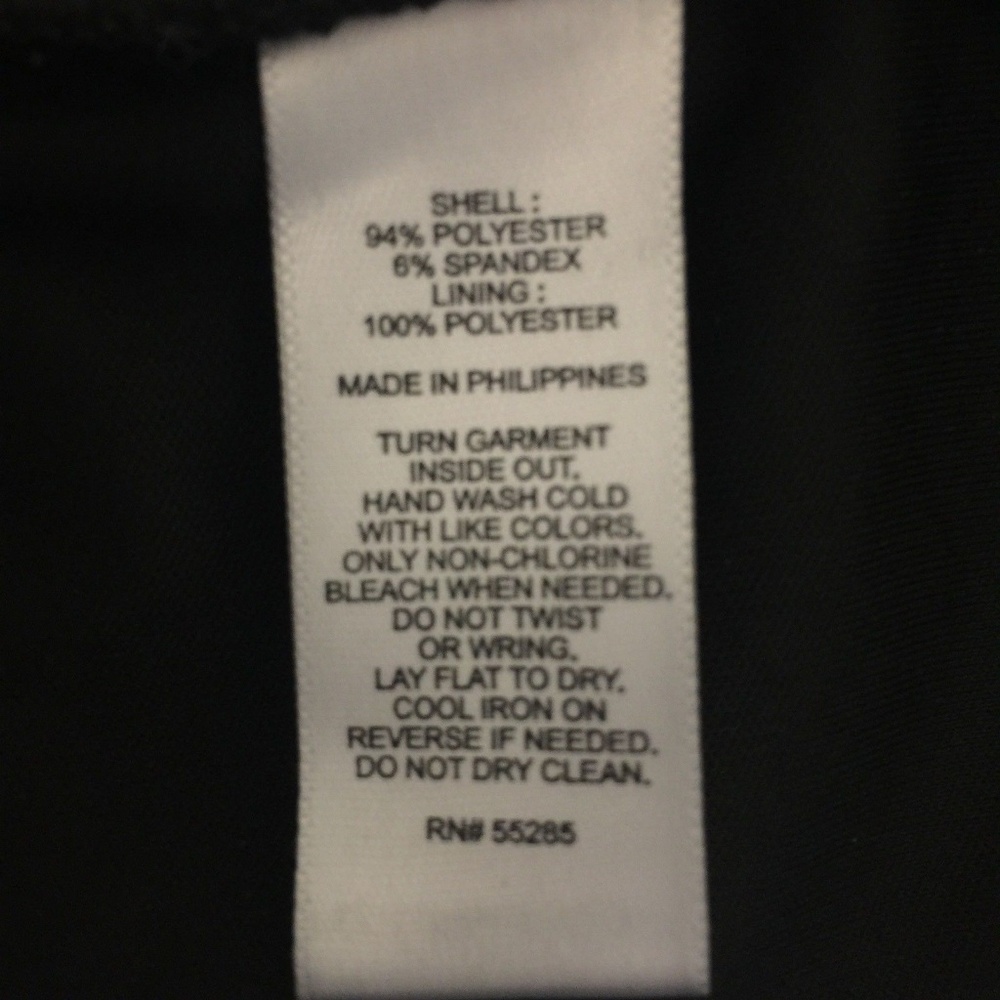 SHELL :
94% POLYESTER
6% SPANDEX
LINING :
100% POLYESTER
MADE IN PHILIPPINES
TURN GARMENT
INSIDE OUT.
HAND WASH COLD
WITH LIKE COLORS.
ONLY NON-CHLORINE
BLEACH WHEN NEEDED.
DO NOT TWIST
OR WRING.
LAY FLAT TO DRY.
COOL IRON ON
REVERSE IF NEEDED.
DO NOT DRY CLEAN.
RN# 55285